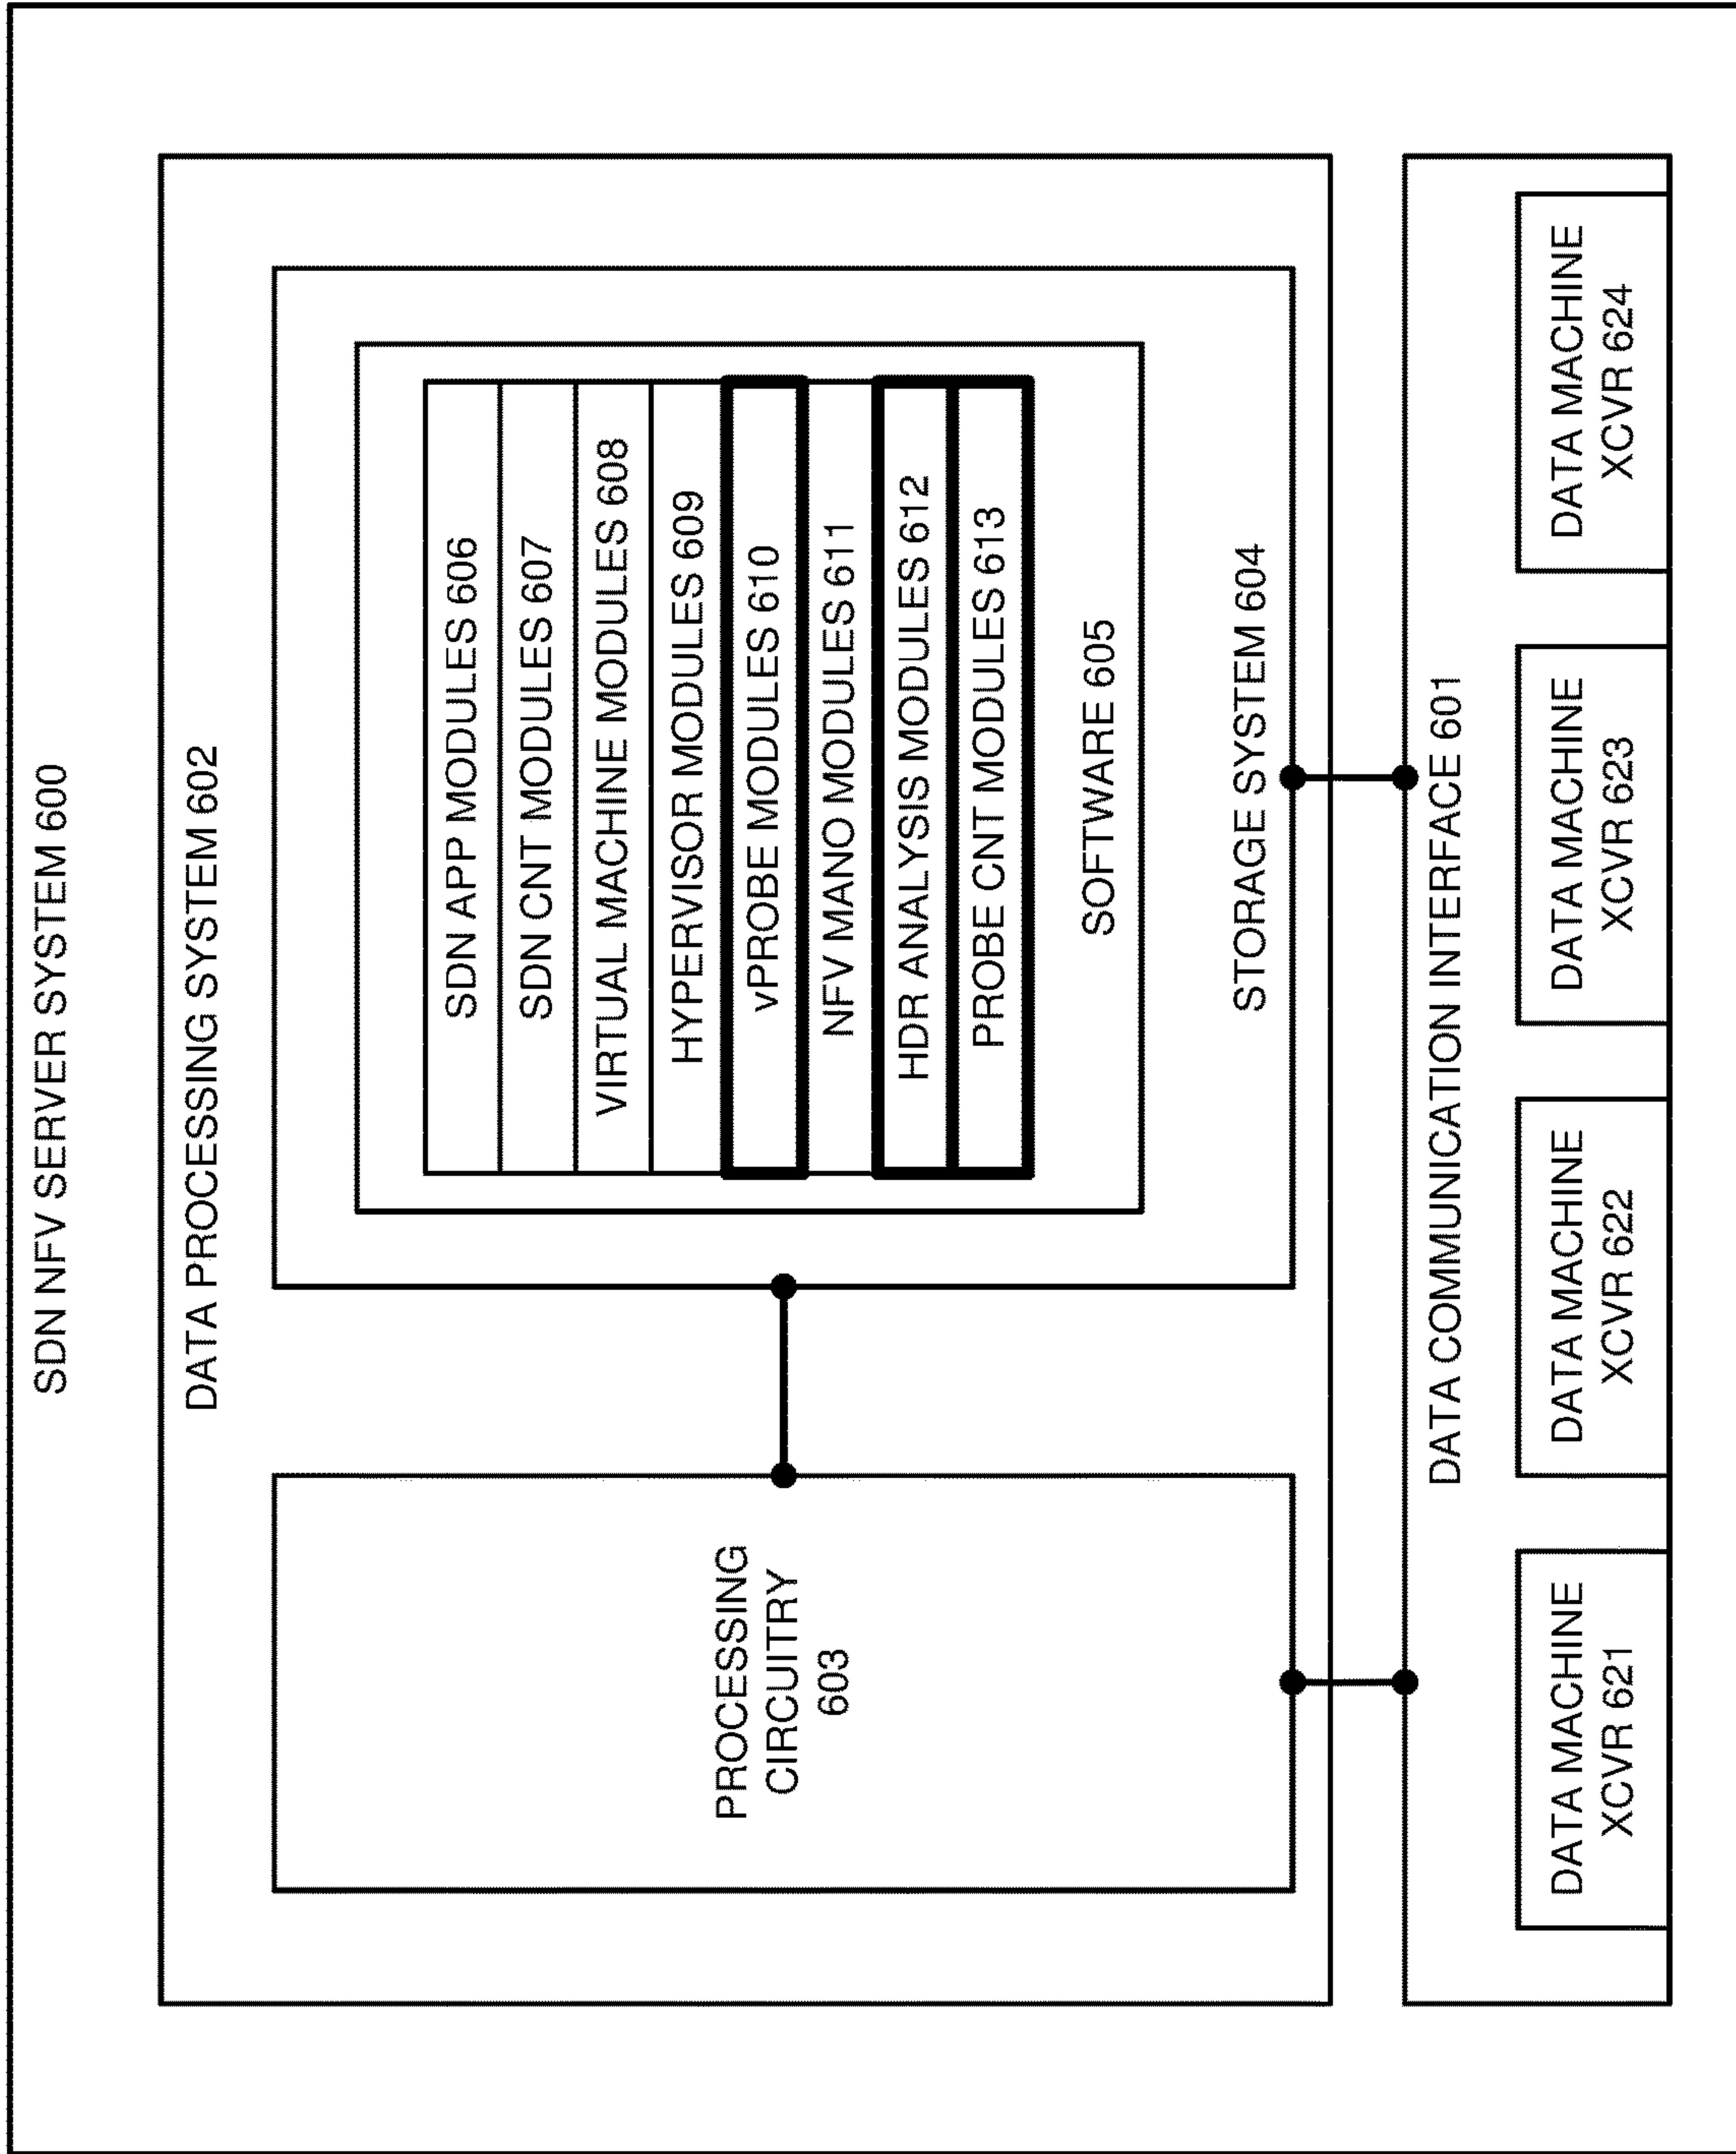 SDN NFV SERVER SYSTEM 600
DATA PROCESSING SYSTEM 602
PROCESSING
CIRCUITRY
603
SDN APP MODULES 606
SDN CNT MODULES 607
VIRTUAL MACHINE MODULES 608
HYPERVISOR MODULES 609
vPROBE MODULES 610
NFV MANO MODULES 611
HDR ANALYSIS MODULES 612
PROBE CNT MODULES 613
SOFTWARE 605
STORAGE SYSTEM 604
DATA COMMUNICATION INTERFACE 601
DATA MACHINE
XCVR 621
DATA MACHINE
XCVR 622
DATA MACHINE
XCVR 623
DATA MACHINE
XCVR 624